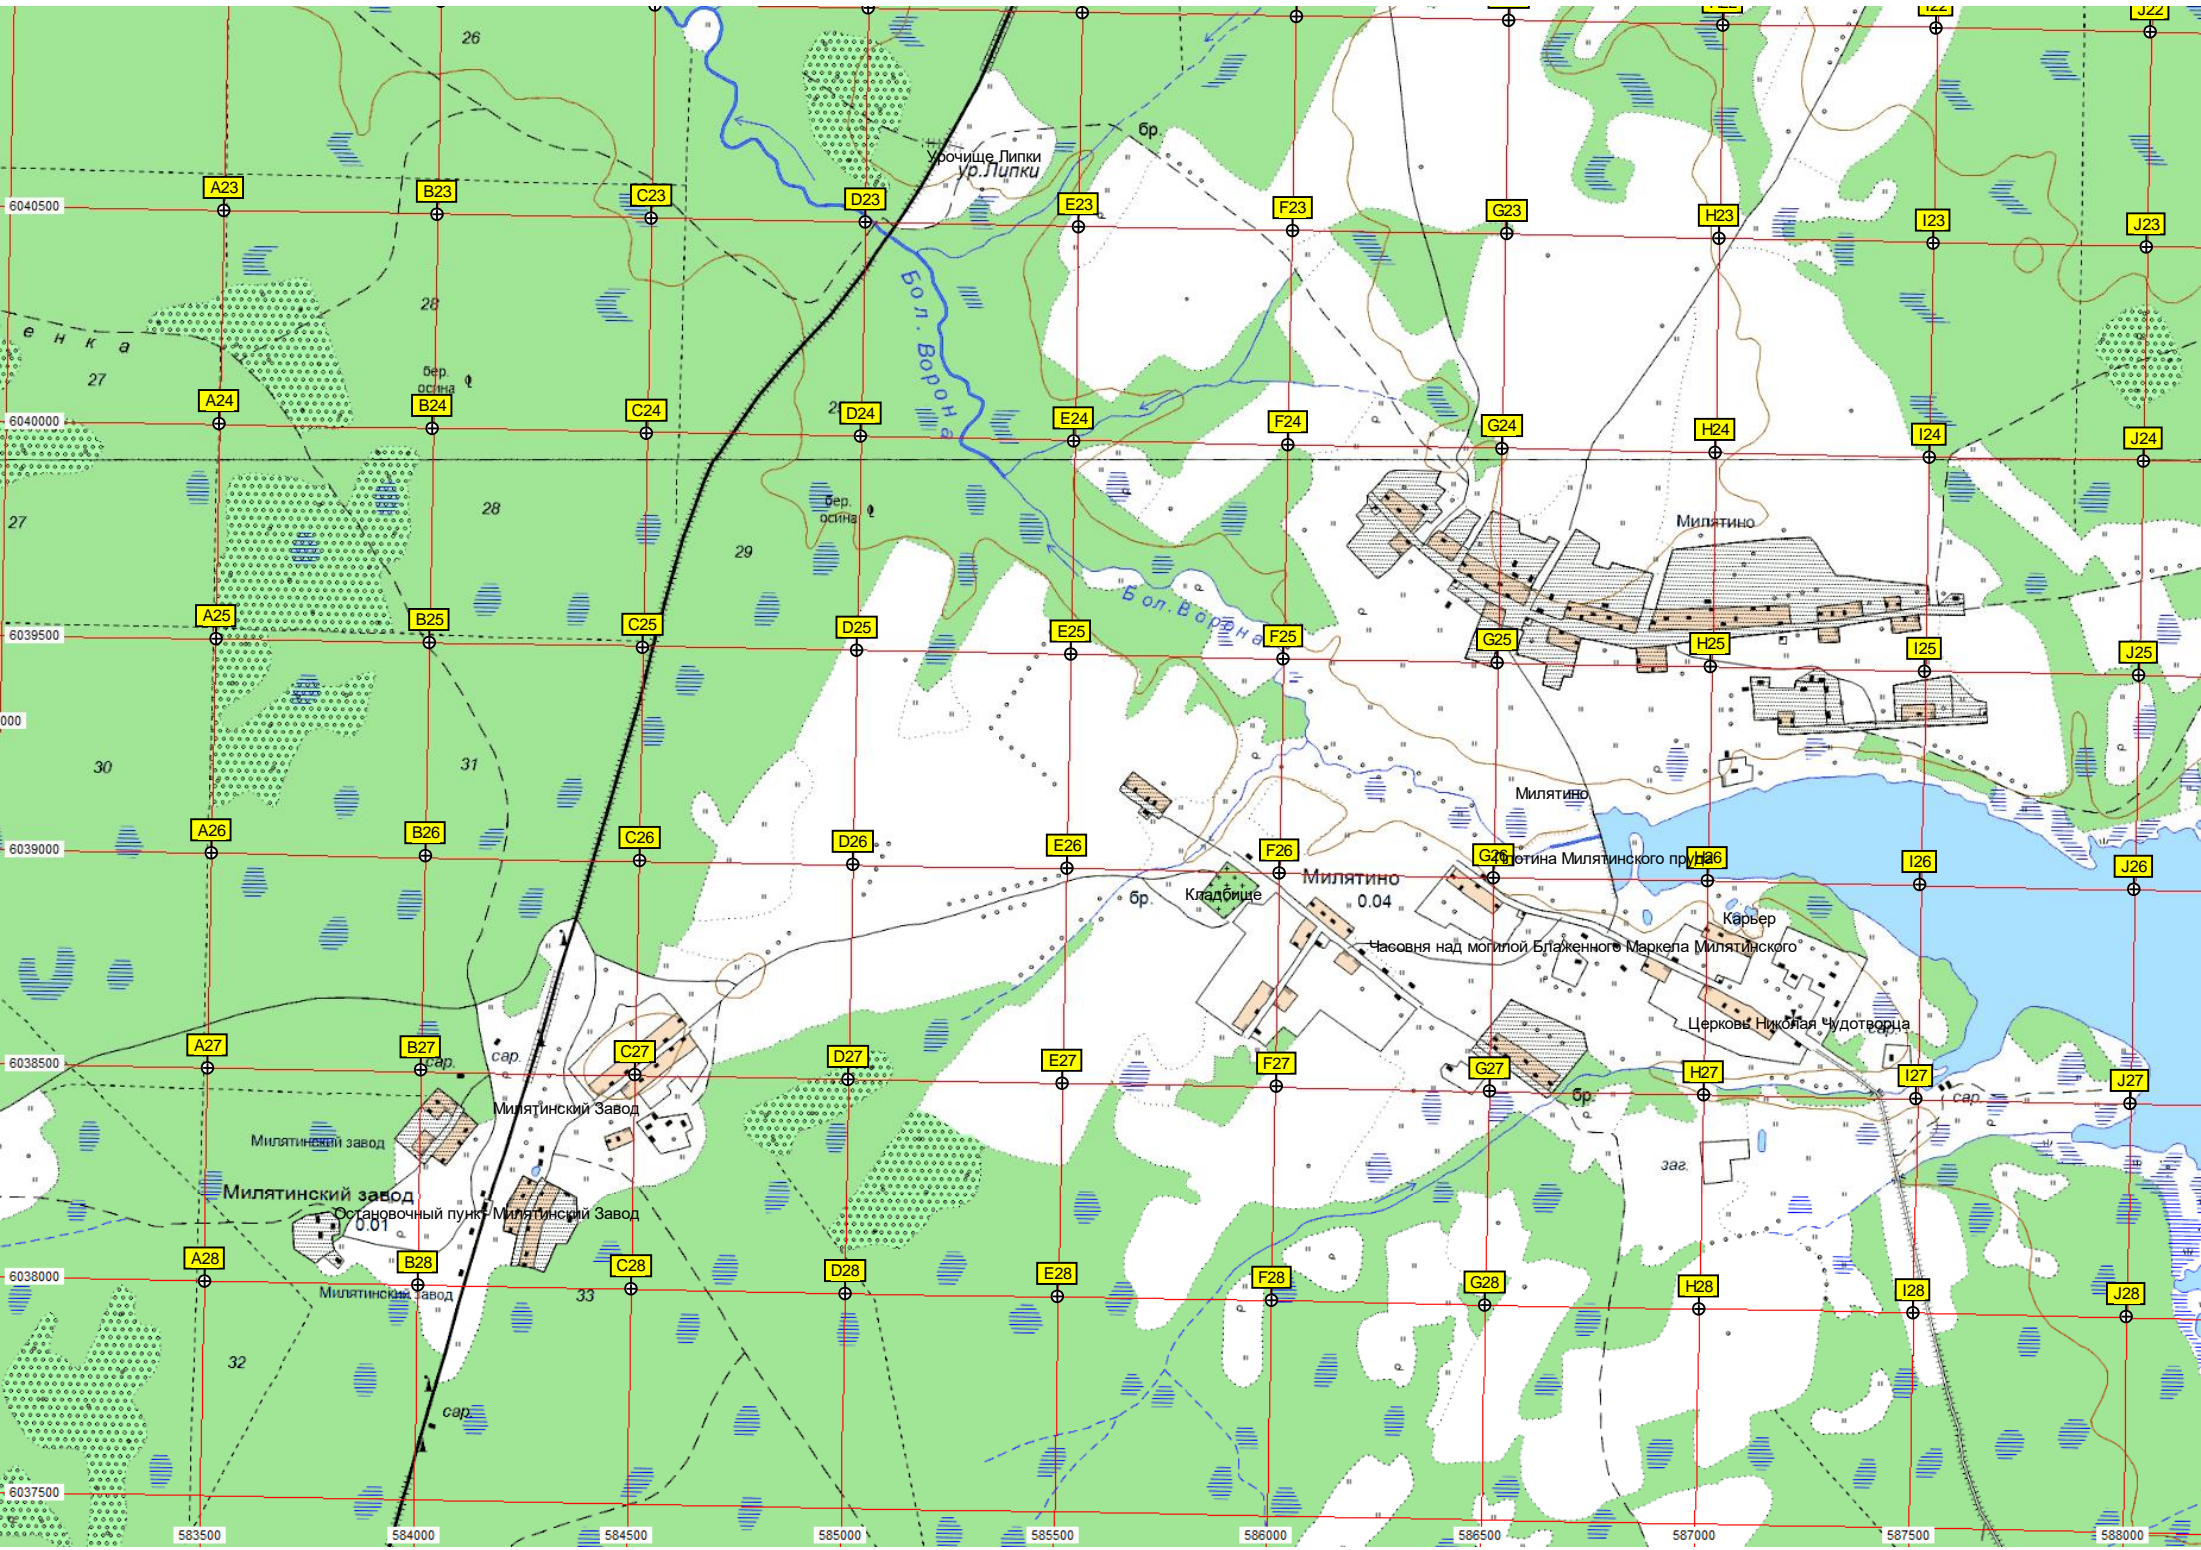 I22
J22
26
бр.
Урочище Липки
ур.Липки
A23
B23
C23
D23
E23
F23
G23
H23
I23
J23
6040500
Бол. Ворона
28
енка
27
бер.
осина
A24
B24
C24
D24
E24
F24
G24
H24
I24
J24
6040000
28
27
бер.
осина
29
Милятино
Бол. Ворона
A25
B25
C25
D25
E25
F25
G25
H25
I25
J25
6039500
000
30
31
Милятино
A26
B26
C26
D26
E26
F26
G26
Плотина Милятинского пруда
H26
I26
J26
6039000
Милятино
0.04
бр.
Кладбище
Карьер
Часовня над могилой Блаженного Маркела Милятинского
Церковь Николая Чудотворца
сар.
A27
B27
C27
D27
E27
F27
G27
H27
I27
J27
6038500
сар.
сар.
бр.
сар.
Милятинский Завод
Милятинский завод
заг.
Милятинский завод
0.01
Остановочный пункт Милятинский Завод
A28
B28
C28
D28
E28
F28
G28
H28
I28
J28
6038000
Милятинский завод
33
32
сар.
6037500
583500
584000
584500
585000
585500
586000
586500
587000
587500
588000